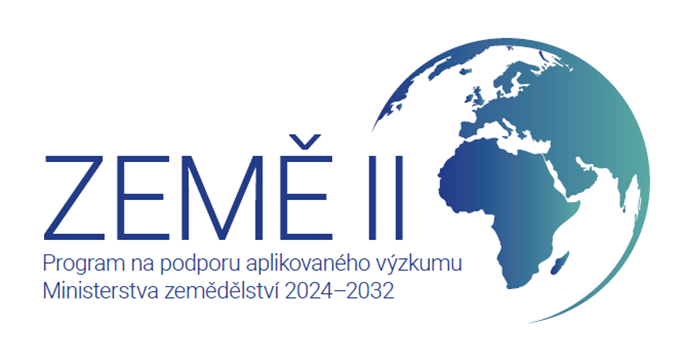 ZEMĚ II
Program na podporu aplikovaného výzkumu
Ministerstva zemědělství 2024–2032